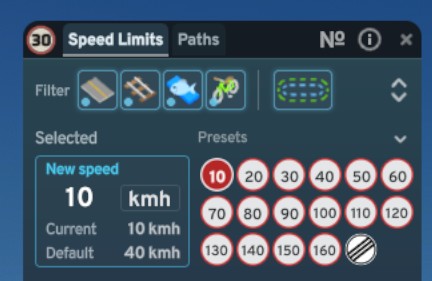 30 Speed Limits Paths Nº
Filter
Selected Presets
New speed
10 kmh
Current 10 kmh
Default 40 kmh
10 20 30 40 50 60
70 80 90 100 110 120
130 140 150 160